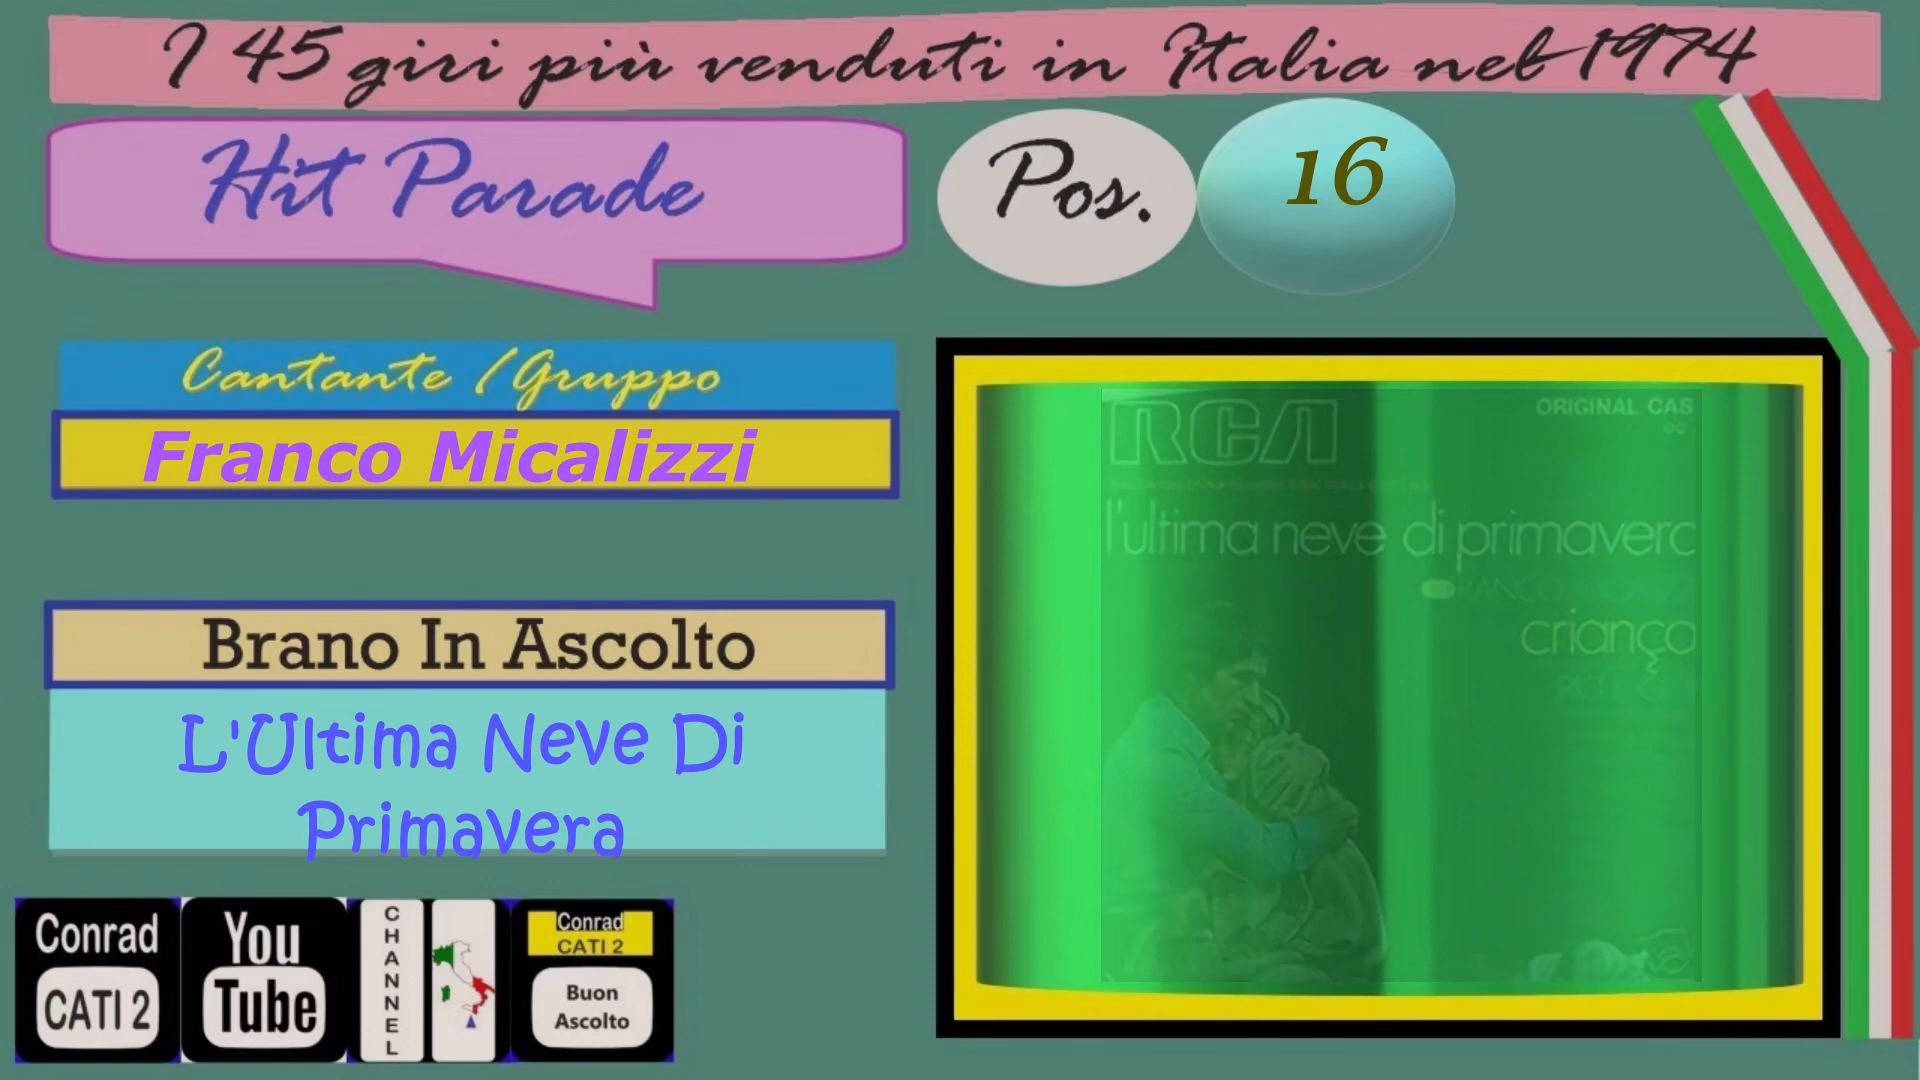 I 45 giri più venduti in Italia nel 1974
Hit Parade
Pos.
16
Cantante / Gruppo
Franco Micalizzi
Brano In Ascolto
L'Ultima Neve Di
Primavera
RCA
ORIGINAL CAS
l'ultima neve di primavera
criança
Conrad
CATI 2
You
Tube
CHANNEL
Conrad
CATI 2
Buon
Ascolto